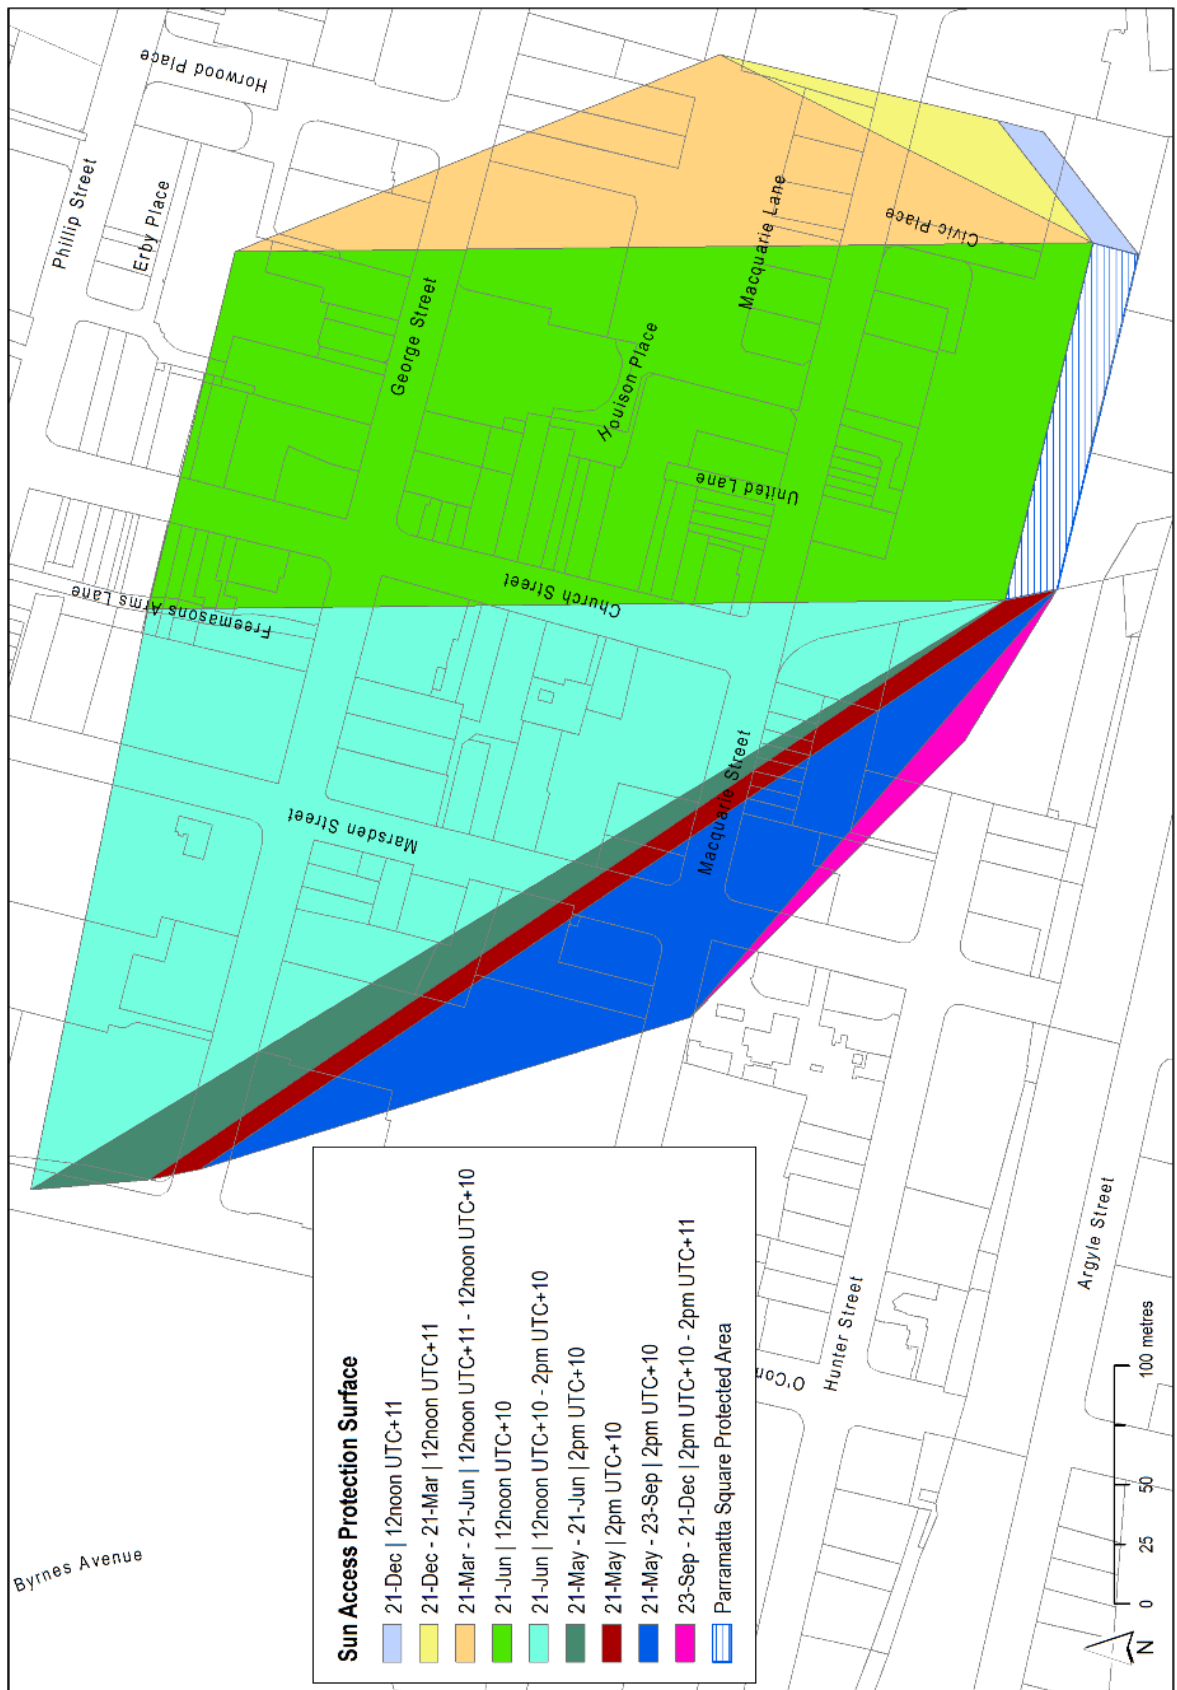 Phillip Street
Erby Place
Horwood Place
George Street
Houison Place
Macquarie Lane
Civic Place
United Lane
Church Street
Freemasons Arms Lane
Marsden Street
Macquarie Street
O'Con
Hunter Street
Argyle Street
Byrnes Avenue
Sun Access Protection Surface
21-Dec | 12noon UTC+11
21-Dec - 21-Mar | 12noon UTC+11
21-Mar - 21-Jun | 12noon UTC+11 - 12noon UTC+10
21-Jun | 12noon UTC+10
21-Jun | 12noon UTC+10 - 2pm UTC+10
21-May - 21-Jun | 2pm UTC+10
21-May | 2pm UTC+10
21-May - 23-Sep | 2pm UTC+10
23-Sep - 21-Dec | 2pm UTC+10 - 2pm UTC+11
Parramatta Square Protected Area
N
0 25 50 100 metres